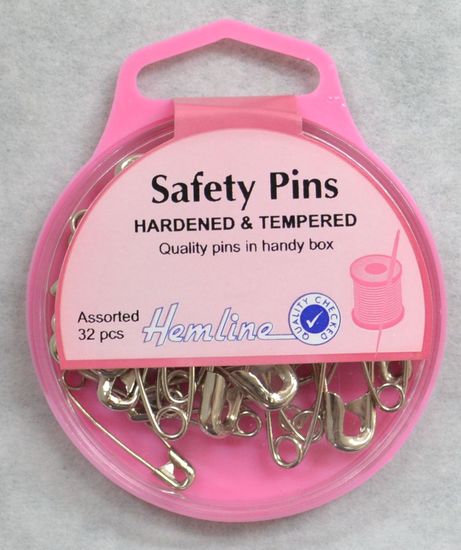 Safety Pins
HARDENED & TEMPERED
Quality pins in handy box
Assorted
32 pcs
Hemline
QUALITY CHECKED